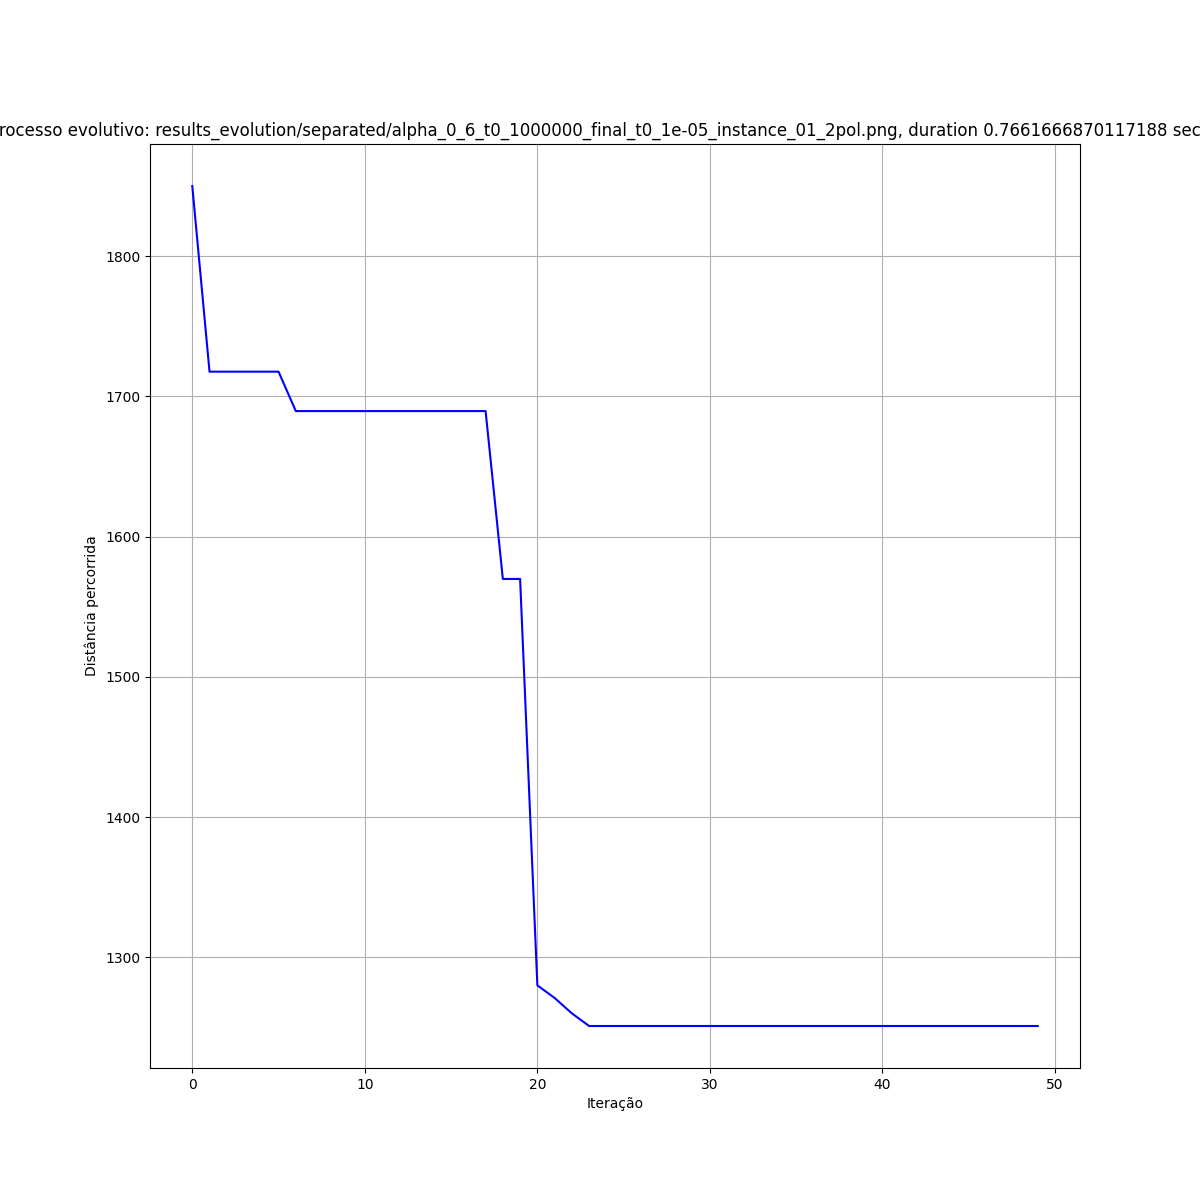 rocesso evolutivo: results_evolution/separated/alpha_0_6_t0_1000000_final_t0_1e-05_instance_01_2pol.png, duration 0.7661666870117188 sec
1800
1700
1600
1500
1400
1300
Distância percorrida
0 10 20 30 40 50
Iteração